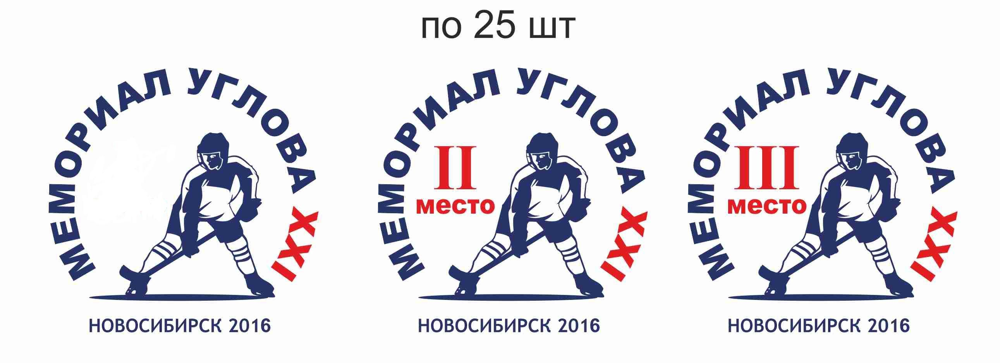 по 25 шт
МЕМОРИАЛ УГЛОВА XXI
НОВОСИБИРСК 2016
МЕМОРИАЛ УГЛОВА XXI
II
место
НОВОСИБИРСК 2016
МЕМОРИАЛ УГЛОВА XXI
III
место
НОВОСИБИРСК 2016